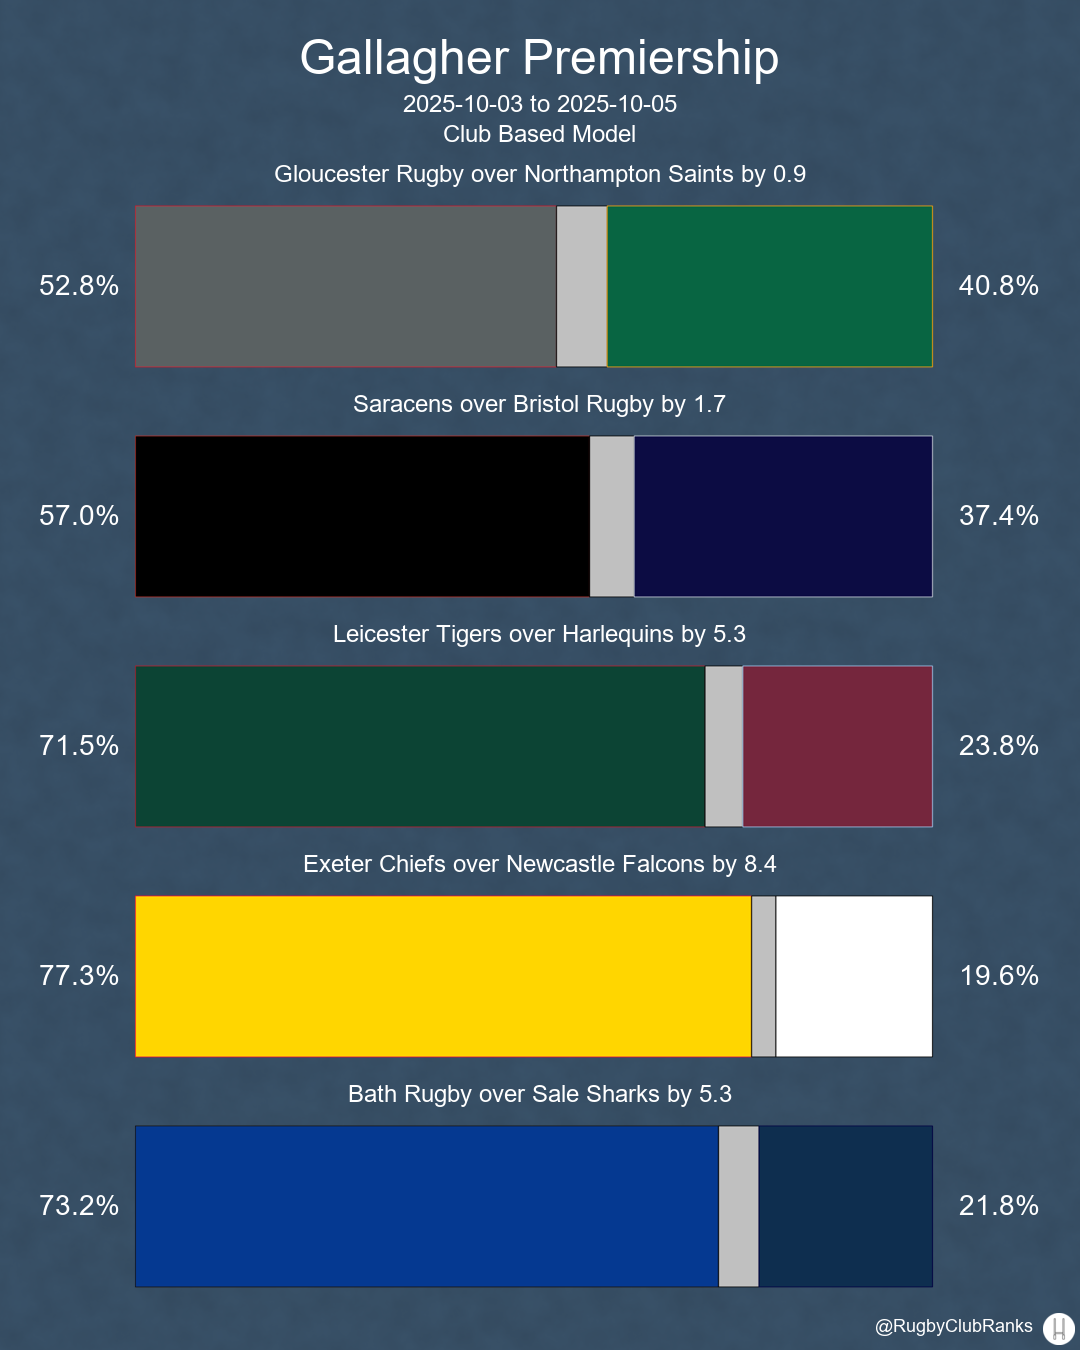 Gallagher Premiership
2025-10-03 to 2025-10-05
Club Based Model
Gloucester Rugby over Northampton Saints by 0.9
52.8%
40.8%
Saracens over Bristol Rugby by 1.7
57.0%
37.4%
Leicester Tigers over Harlequins by 5.3
71.5%
23.8%
Exeter Chiefs over Newcastle Falcons by 8.4
77.3%
19.6%
Bath Rugby over Sale Sharks by 5.3
73.2%
21.8%
@RugbyClubRanks